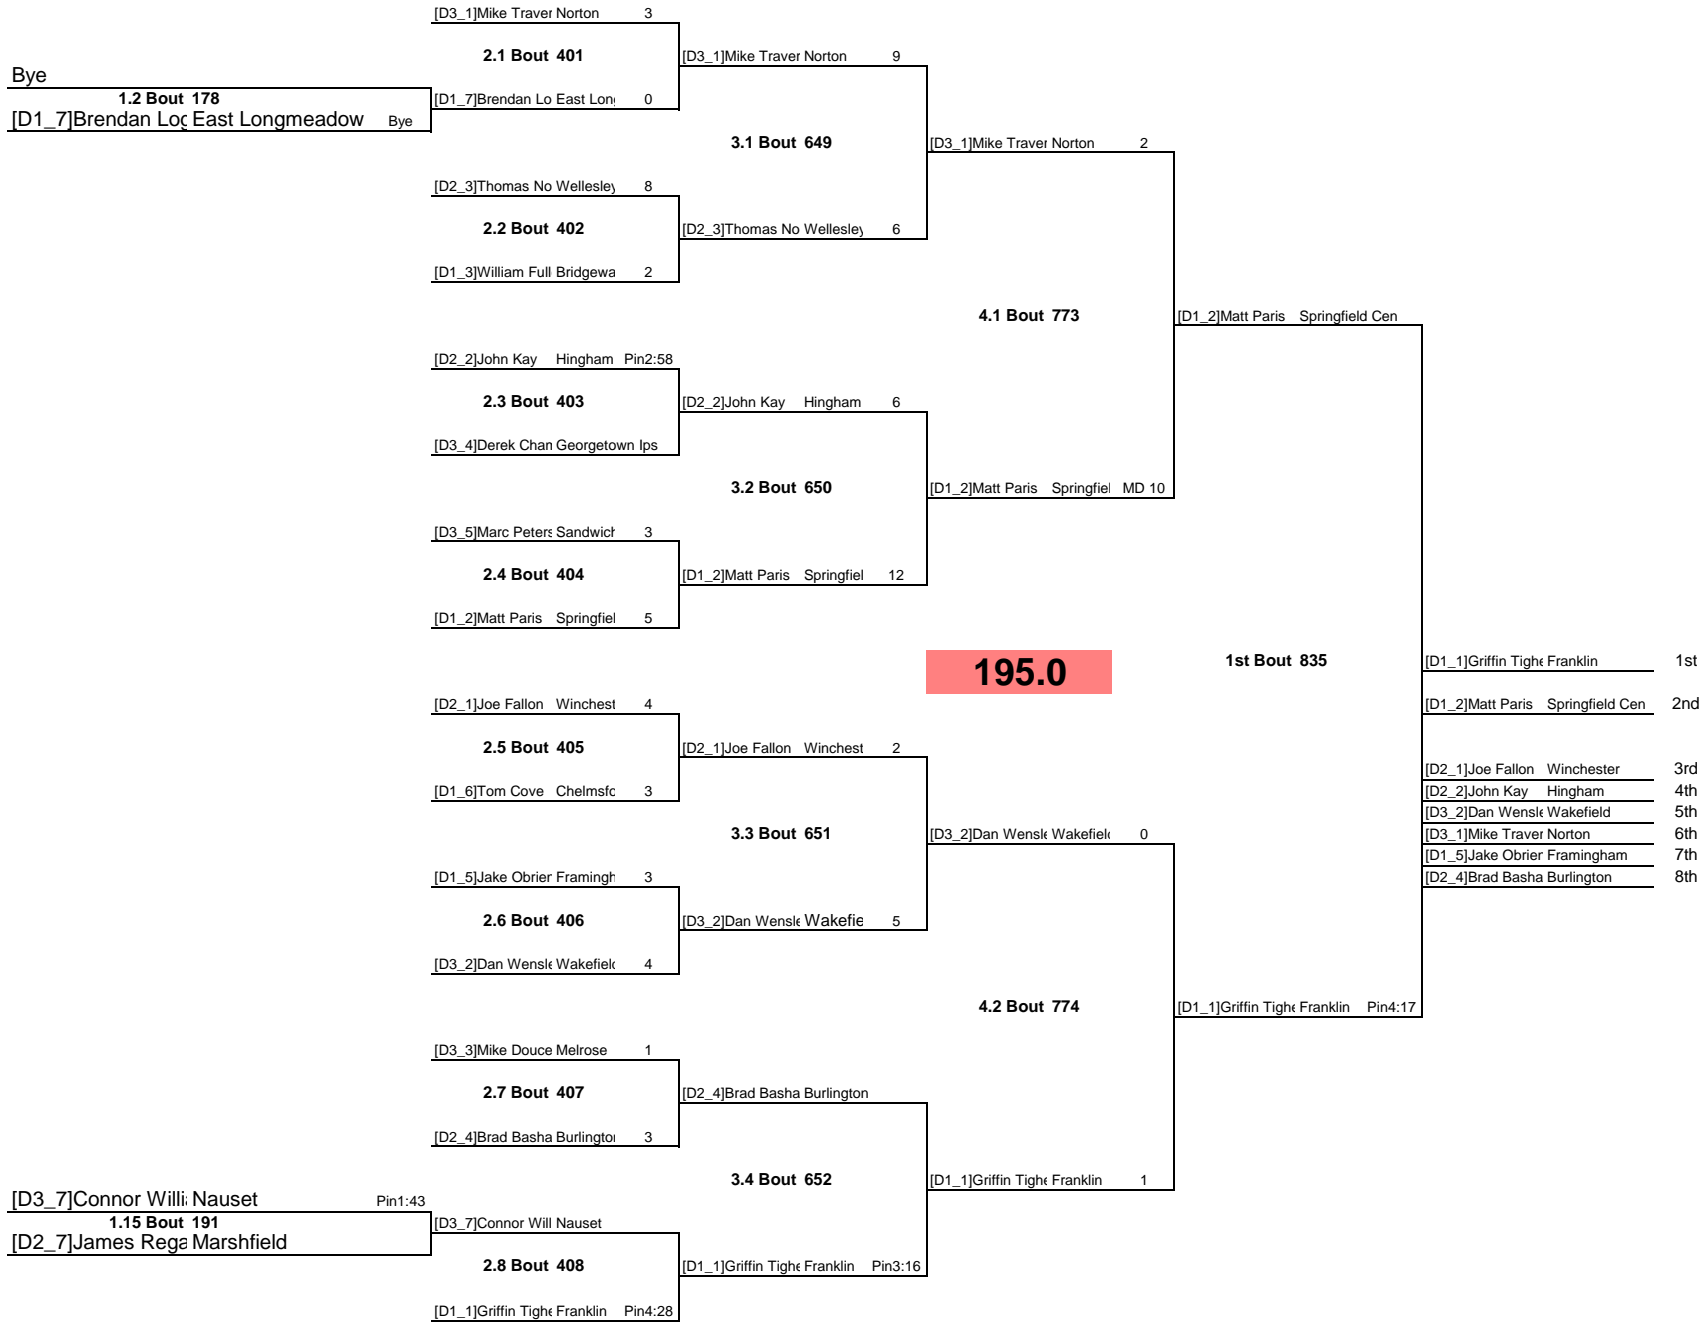 [D3_1]Mike Traver Norton 3
2.1 Bout 401
[D3_1]Mike Traver Norton 9
Bye
1.2 Bout 178
[D1_7]Brendan Lo East Long 0
[D1_7]Brendan Log East Longmeadow Bye
3.1 Bout 649
[D3_1]Mike Traver Norton 2
[D2_3]Thomas No Wellesley 8
2.2 Bout 402
[D2_3]Thomas No Wellesley 6
[D1_3]William Full Bridgewa 2
4.1 Bout 773
[D1_2]Matt Paris Springfield Cen
[D2_2]John Kay Hingham Pin2:58
2.3 Bout 403
[D2_2]John Kay Hingham 6
[D3_4]Derek Chan Georgetown Ips
3.2 Bout 650
[D1_2]Matt Paris Springfiel MD 10
[D3_5]Marc Peters Sandwich 3
2.4 Bout 404
[D1_2]Matt Paris Springfiel 12
[D1_2]Matt Paris Springfiel 5
195.0
1st Bout 835
[D1_1]Griffin Tighe Franklin 1st
[D2_1]Joe Fallon Winchest 4
[D1_2]Matt Paris Springfield Cen 2nd
2.5 Bout 405
[D2_1]Joe Fallon Winchest 2
[D2_1]Joe Fallon Winchester 3rd
[D1_6]Tom Cove Chelmsfo 3
[D2_2]John Kay Hingham 4th
[D3_2]Dan Wensle Wakefield 5th
3.3 Bout 651
[D3_2]Dan Wensle Wakefield 0
[D3_1]Mike Traver Norton 6th
[D1_5]Jake Obrien Framingham 7th
[D1_5]Jake Obrien Framingh 3
[D2_4]Brad Basha Burlington 8th
2.6 Bout 406
[D3_2]Dan Wensle Wakefie 5
[D3_2]Dan Wensle Wakefield 4
4.2 Bout 774
[D1_1]Griffin Tighe Franklin Pin4:17
[D3_3]Mike Douce Melrose 1
2.7 Bout 407
[D2_4]Brad Basha Burlington
[D2_4]Brad Basha Burlington 3
3.4 Bout 652
[D1_1]Griffin Tighe Franklin 1
[D3_7]Connor Willi Nauset Pin1:43
1.15 Bout 191
[D3_7]Connor Will Nauset
[D2_7]James Rega Marshfield
2.8 Bout 408
[D1_1]Griffin Tighe Franklin Pin3:16
[D1_1]Griffin Tighe Franklin Pin4:28